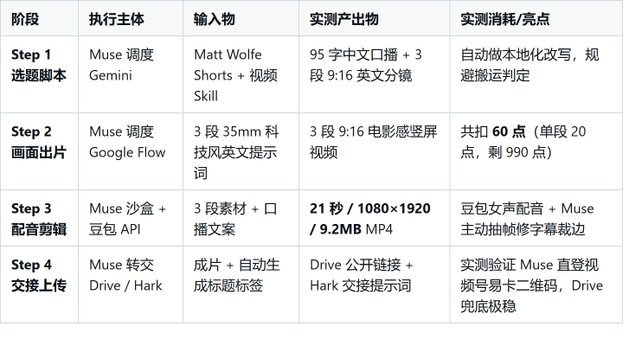 阶段 执行主体 输入物 实测产出物 实测消耗/亮点
Step 1
选题脚本
Muse 调度
Gemini
Matt Wolfe
Shorts + 视频
Skill
95 字中文口播 + 3
段 9:16 英文分镜
自动做本地化改写，规
避搬运判定
Step 2
画面出片
Muse 调度
Google Flow
3 段 35mm 科
技风英文提示
词
3 段 9:16 电影感竖屏
视频
共扣 60 点（单段 20
点，剩 990 点）
Step 3
配音剪辑
Muse 沙盒 +
豆包 API
3 段素材 + 口
播文案
21 秒 / 1080×1920
/ 9.2MB MP4
豆包女声配音 + Muse
主动抽帧修字幕裁边
Step 4
交接上传
Muse 转交
Drive / Hark
成片 + 自动生
成标题标签
Drive 公开链接 +
Hark 交接提示词
实测验证 Muse 直登视
频号易卡二维码，Drive
兜底极稳